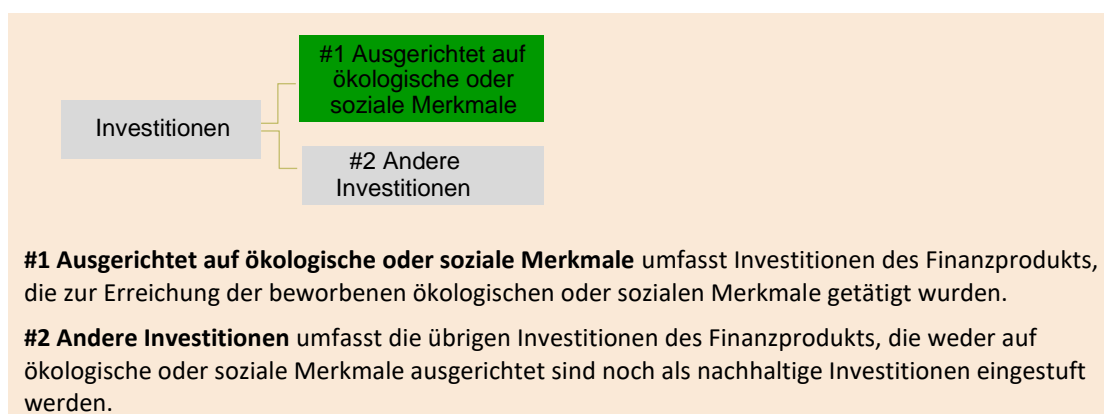 #1 Ausgerichtet auf
ökologische oder
soziale Merkmale
Investitionen
#2 Andere
Investitionen
#1 Ausgerichtet auf ökologische oder soziale Merkmale umfasst Investitionen des Finanzprodukts,
die zur Erreichung der beworbenen ökologischen oder sozialen Merkmale getätigt wurden.
#2 Andere Investitionen umfasst die übrigen Investitionen des Finanzprodukts, die weder auf
ökologische oder soziale Merkmale ausgerichtet sind noch als nachhaltige Investitionen eingestuft
werden.